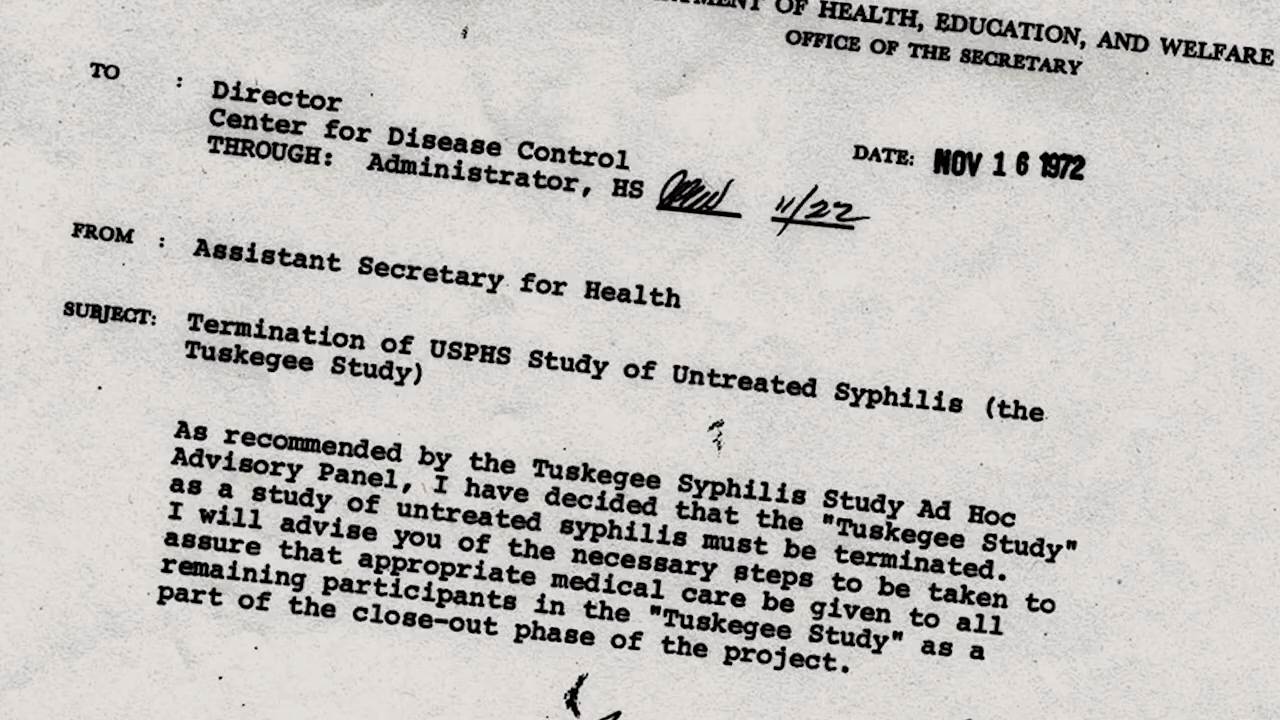 OF HEALTH, EDUCATION, AND WELFARE
OFFICE OF THE SECRETARY
TO : Director
Center for Disease Control
THROUGH: Administrator, HS 11/22
DATE: NOV 16 1972
FROM : Assistant Secretary for Health
SUBJECT: Termination of USPHS Study of Untreated Syphilis (the
Tuskegee Study)
As recommended by the Tuskegee Syphilis Study Ad Hoc
Advisory Panel, I have decided that the "Tuskegee Study"
as a study of untreated syphilis must be terminated.
I will advise you of the necessary steps to be taken to
assure that appropriate medical care be given to all
remaining participants in the "Tuskegee Study" as a
part of the close-out phase of the project.